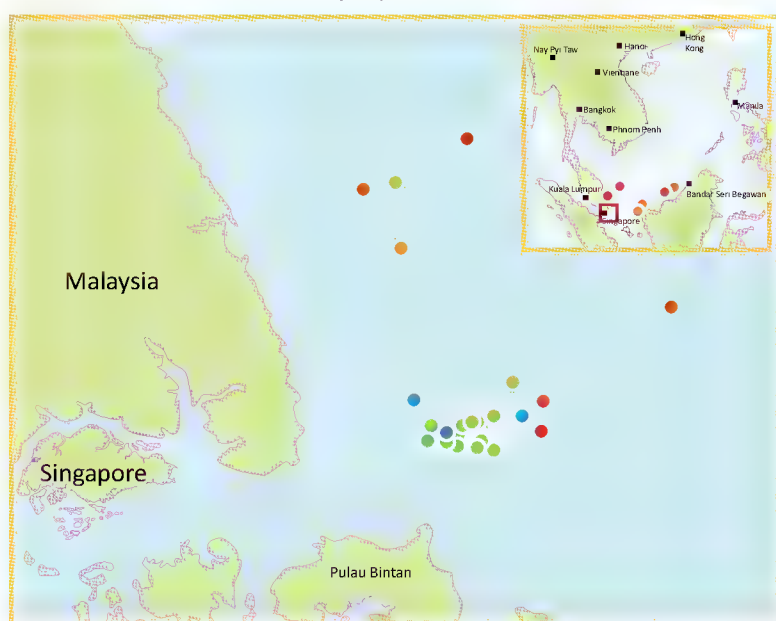 Hong
Kong
Hanoi
Nay Pyi Taw
Vientiane
Manila
Bangkok
Phnom Penh
Kuala Lumpur
Bandar Seri Begawan
Singapore
Malaysia
Singapore
Pulau Bintan